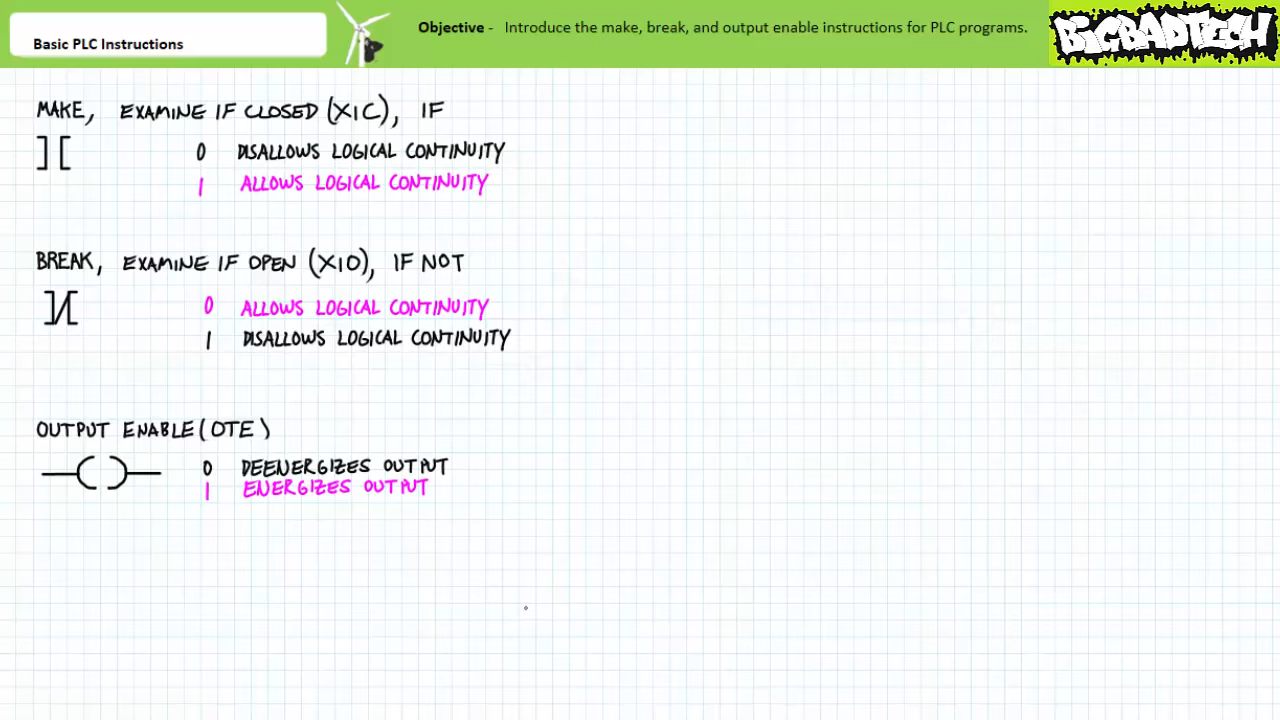 Basic PLC Instructions
Objective - Introduce the make, break, and output enable instructions for PLC programs.
BIGBADTECH
MAKE, EXAMINE IF CLOSED (XIC), IF
] [ 0 DISALLOWS LOGICAL CONTINUITY
1 ALLOWS LOGICAL CONTINUITY
BREAK, EXAMINE IF OPEN (XIO), IF NOT
]/[ 0 ALLOWS LOGICAL CONTINUITY
1 DISALLOWS LOGICAL CONTINUITY
OUTPUT ENABLE (OTE)
—( )— 0 DEENERGIZES OUTPUT
1 ENERGIZES OUTPUT